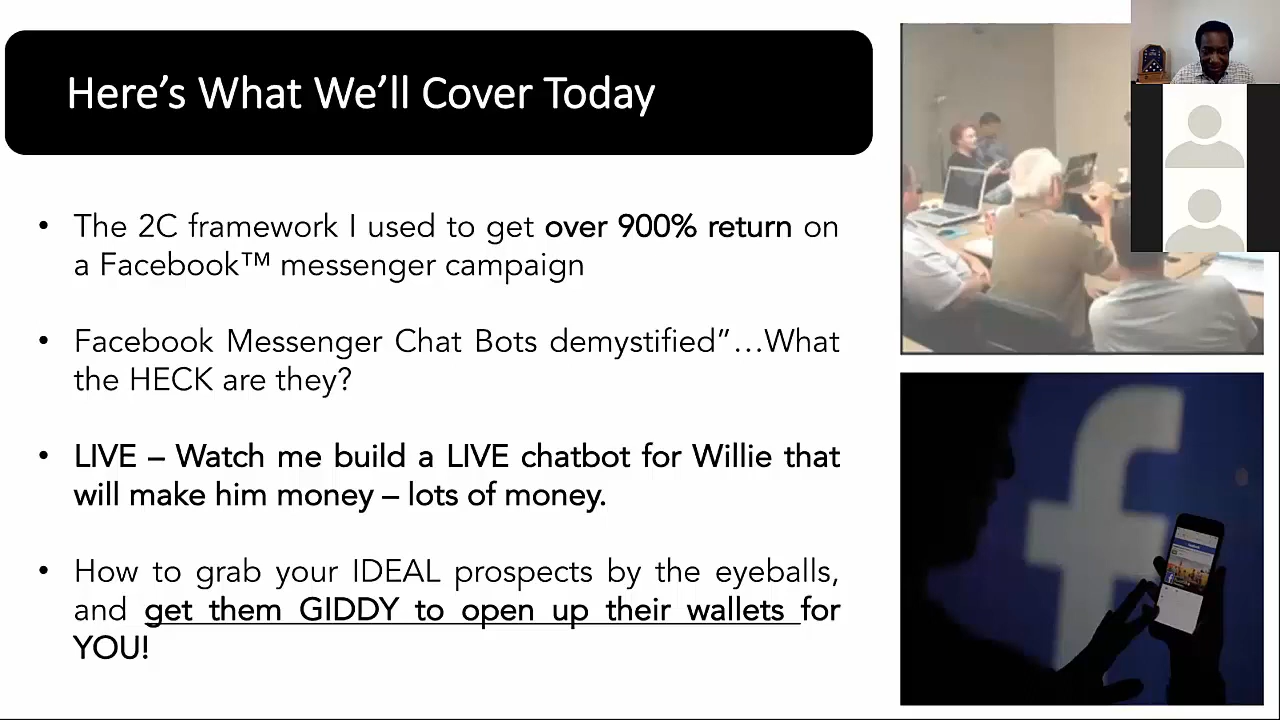 Here's What We'll Cover Today
• The 2C framework I used to get over 900% return on
a Facebook™ messenger campaign
• Facebook Messenger Chat Bots demystified”…What
the HECK are they?
• LIVE – Watch me build a LIVE chatbot for Willie that
will make him money – lots of money.
• How to grab your IDEAL prospects by the eyeballs,
and get them GIDDY to open up their wallets for
YOU!